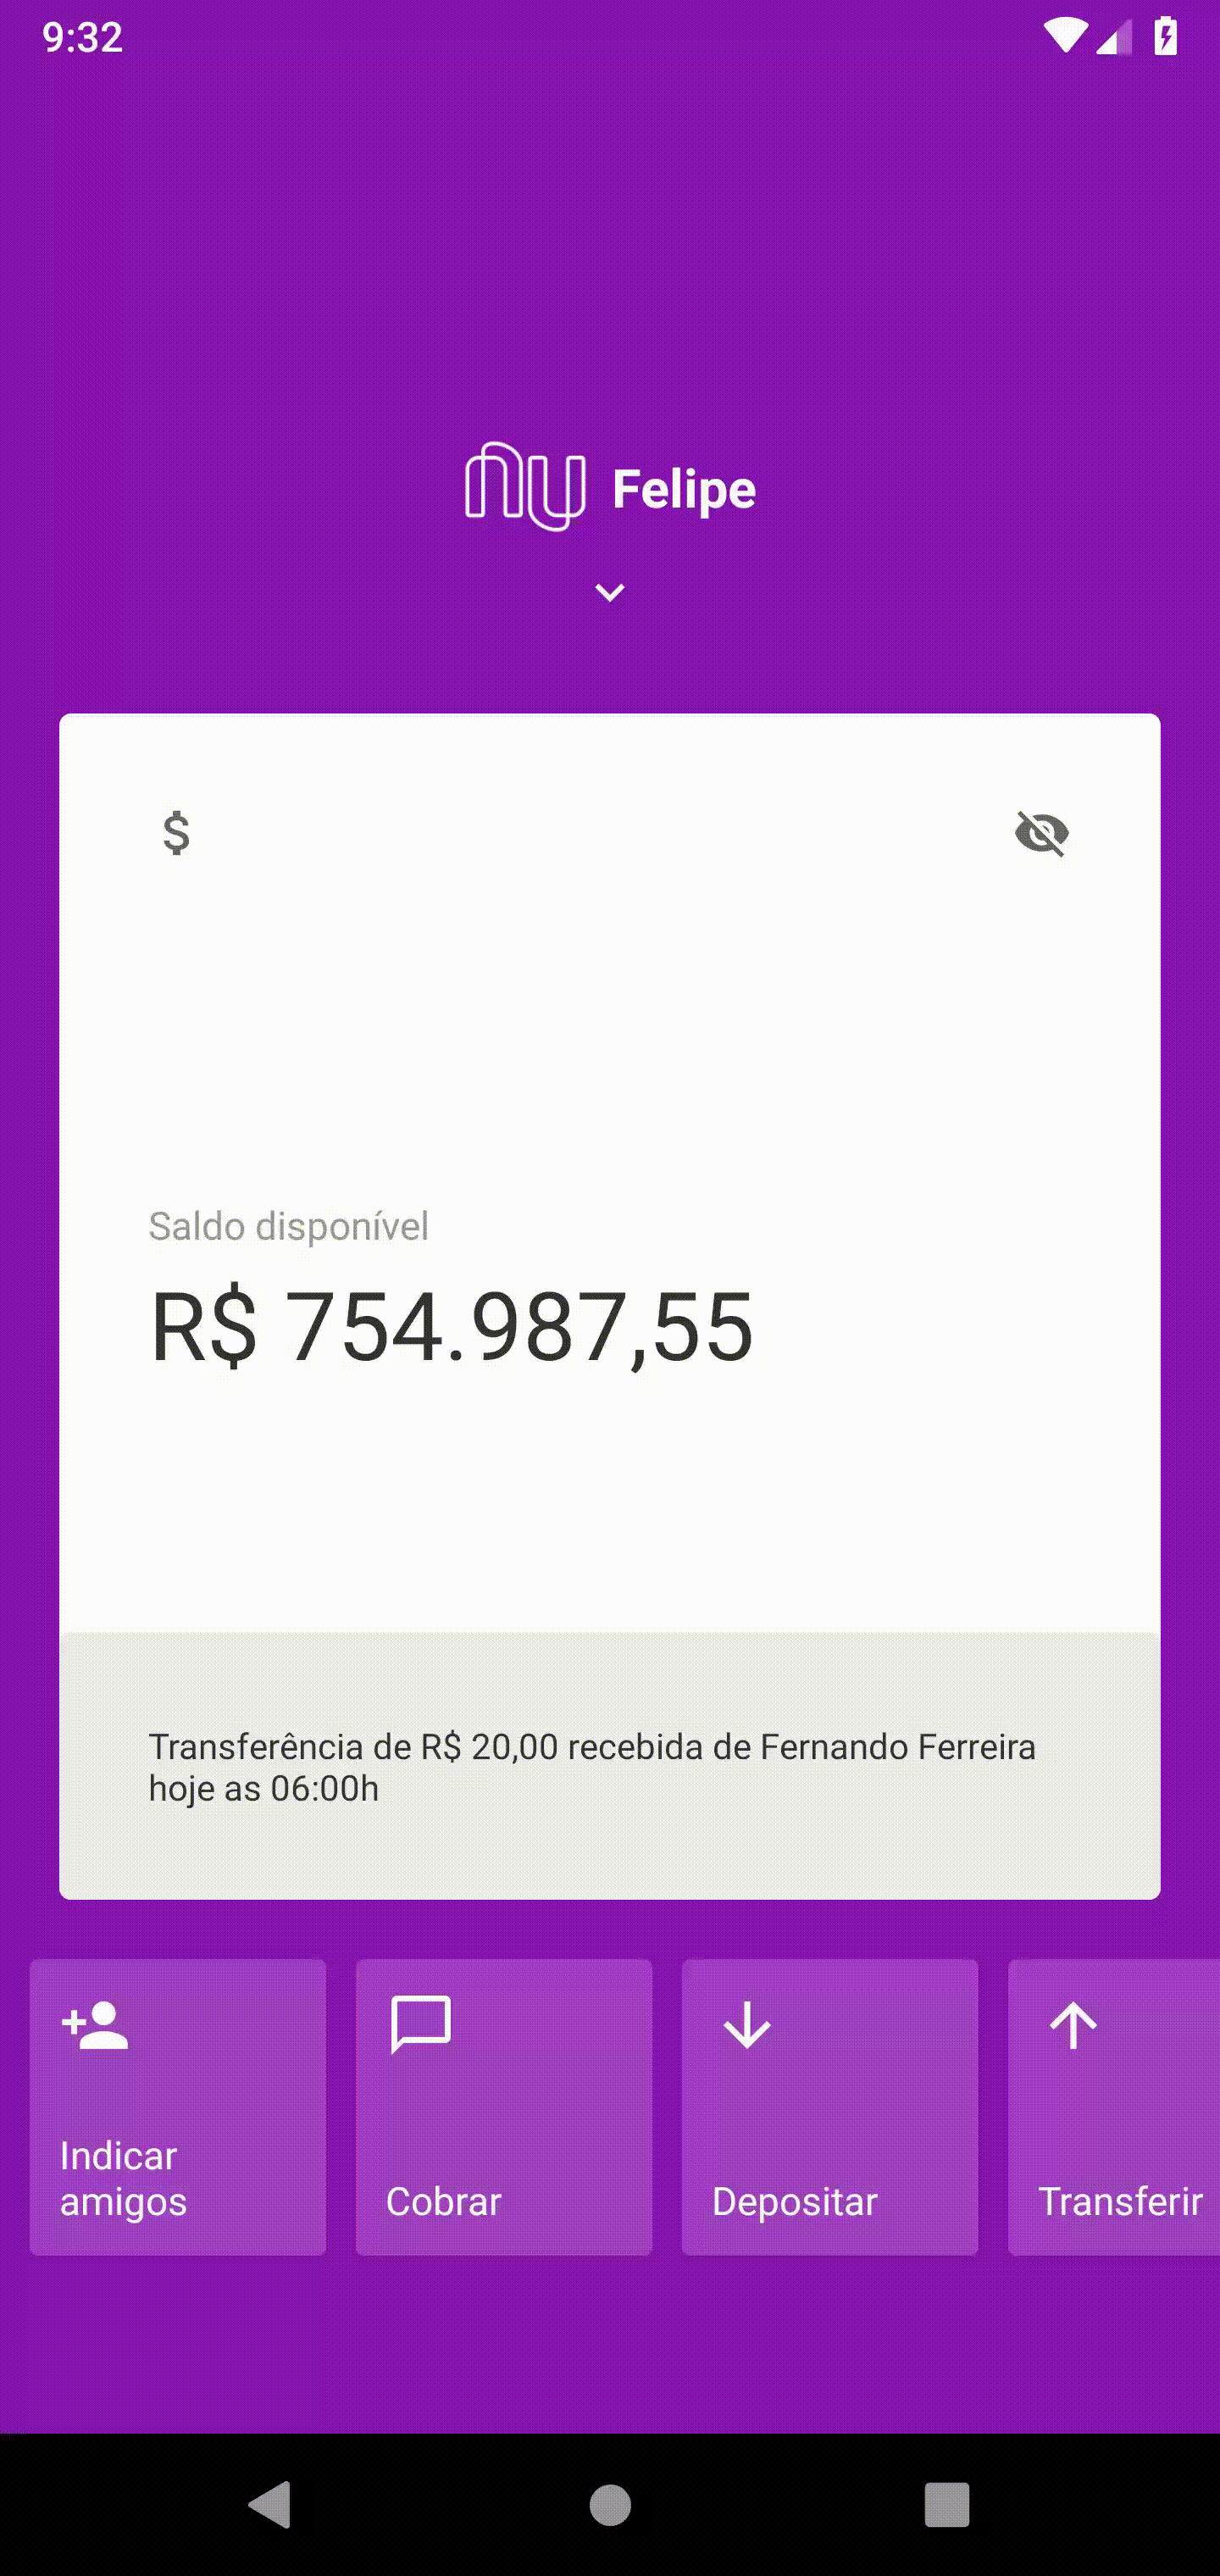 9:32
nu Felipe
$
Saldo disponível
R$ 754.987,55
Transferência de R$ 20,00 recebida de Fernando Ferreira
hoje as 06:00h
Indicar
amigos
Cobrar
Depositar
Transferir